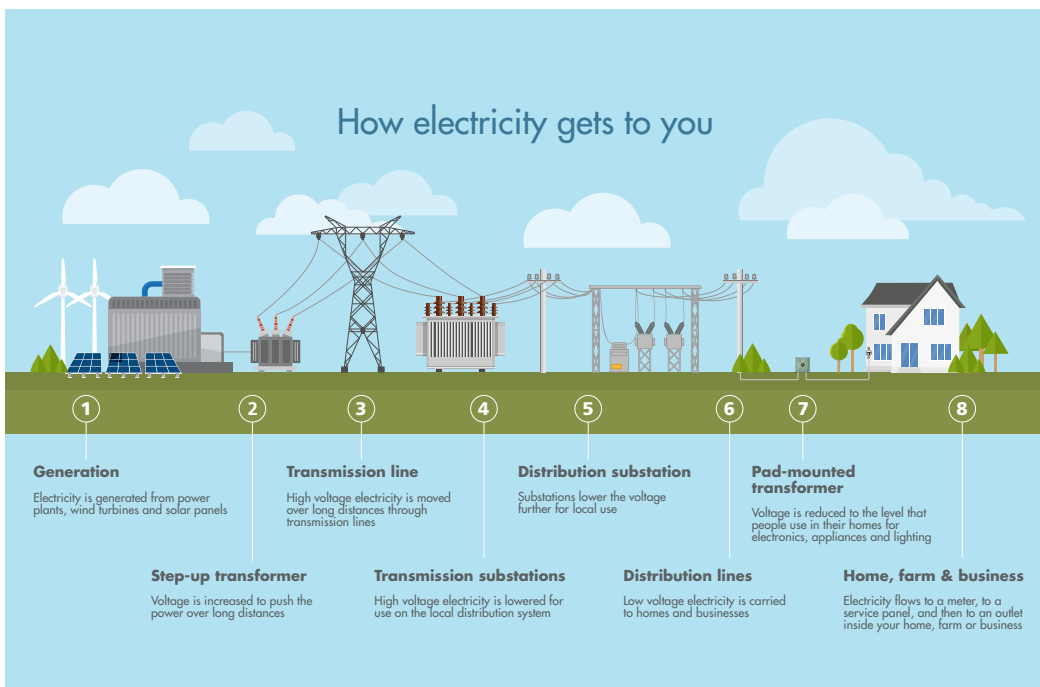 How electricity gets to you
1
2
3
4
5
6
7
8
Generation
Electricity is generated from power
plants, wind turbines and solar panels
Step-up transformer
Voltage is increased to push the
power over long distances
Transmission line
High voltage electricity is moved
over long distances through
transmission lines
Transmission substations
High voltage electricity is lowered for
use on the local distribution system
Distribution substation
Substations lower the voltage
further for local use
Distribution lines
Low voltage electricity is carried
to homes and businesses
Pad-mounted
transformer
Voltage is reduced to the level that
people use in their homes for
electronics, appliances and lighting
Home, farm & business
Electricity flows to a meter, to a
service panel, and then to an outlet
inside your home, farm or business